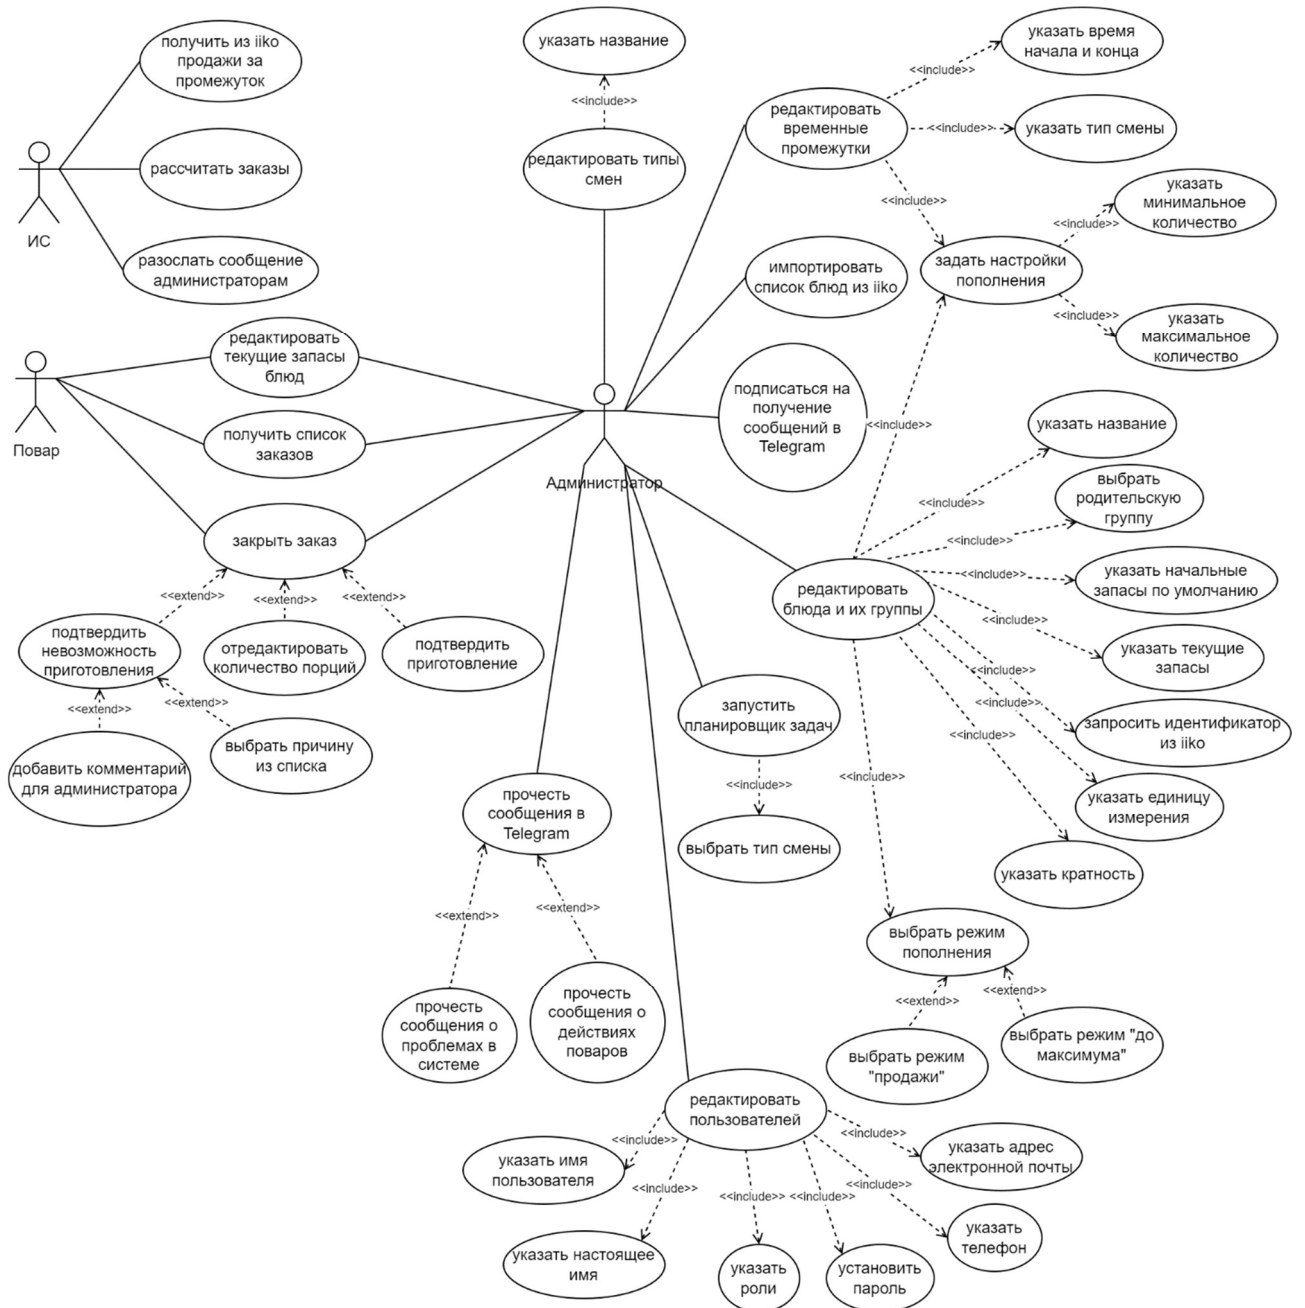 получить из iiko
продажи за
промежуток
рассчитать заказы
разослать сообщение
администраторам
ИС
указать название
<<include>>
редактировать типы
смен
редактировать
временные
промежутки
<<include>>
указать время
начала и конца
<<include>>
указать тип смены
<<include>>
задать настройки
пополнения
<<include>>
указать
минимальное
количество
<<include>>
указать
максимальное
количество
импортировать
список блюд из iiko
подписаться на
получение
сообщений в
Telegram
Повар
редактировать
текущие запасы
блюд
получить список
заказов
закрыть заказ
Администратор
<<extend>>
<<extend>>
<<extend>>
подтвердить
невозможность
приготовления
отредактировать
количество порций
подтвердить
приготовление
<<extend>>
<<extend>>
добавить комментарий
для администратора
выбрать причину
из списка
<<include>>
редактировать
блюда и их группы
<<include>>
указать название
<<include>>
выбрать
родительскую
группу
<<include>>
указать начальные
запасы по умолчанию
<<include>>
указать текущие
запасы
<<include>>
запросить идентификатор
из iiko
<<include>>
указать единицу
измерения
<<include>>
указать кратность
<<include>>
выбрать режим
пополнения
<<extend>>
<<extend>>
выбрать режим
"продажи"
выбрать режим "до
максимума"
запустить
планировщик задач
<<include>>
выбрать тип смены
прочесть
сообщения в
Telegram
<<extend>>
<<extend>>
прочесть
сообщения о
проблемах в
системе
прочесть
сообщения о
действиях
поваров
редактировать
пользователей
<<include>>
указать имя
пользователя
<<include>>
указать настоящее
имя
<<include>>
указать
роли
<<include>>
установить
пароль
<<include>>
указать
телефон
<<include>>
указать адрес
электронной почты